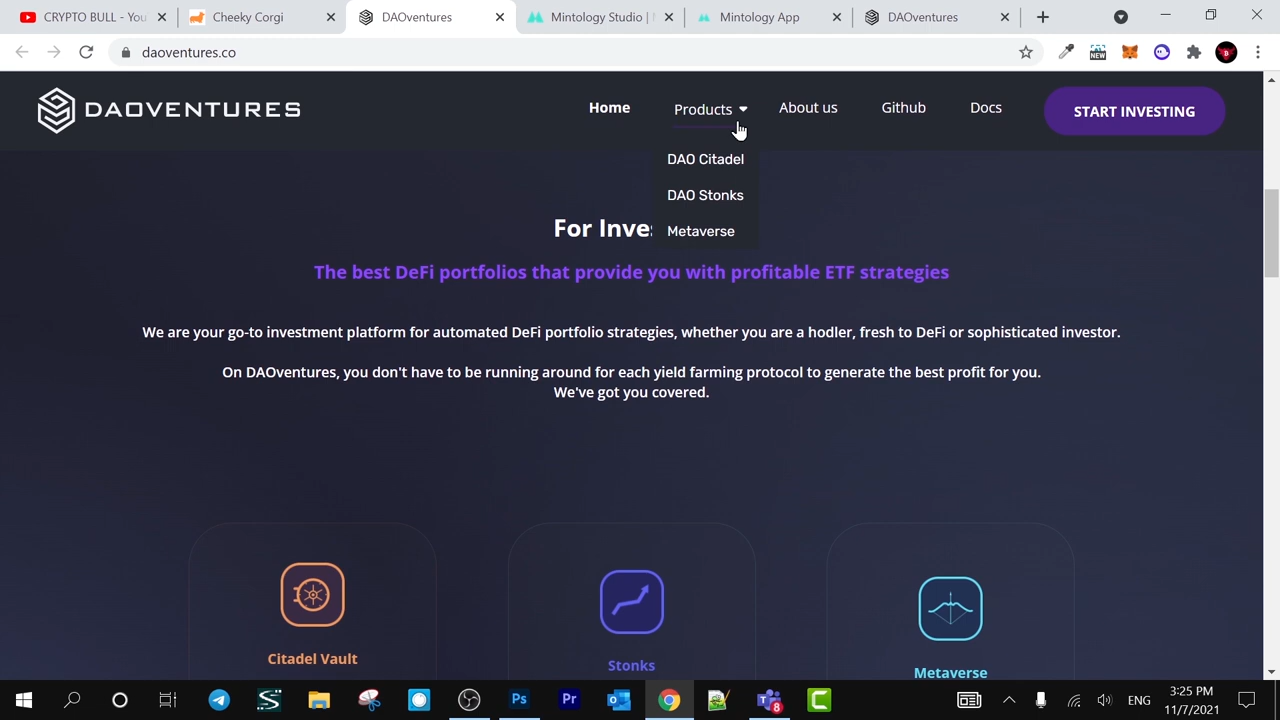 CRYPTO BULL - You
Cheeky Corgi
DAOventures
Mintology Studio |
Mintology App
DAOventures
daoventures.co
NEW
DAOVENTURES
Home
Products
About us
Github
Docs
START INVESTING
DAO Citadel
DAO Stonks
Metaverse
For Inves
The best DeFi portfolios that provide you with profitable ETF strategies
We are your go-to investment platform for automated DeFi portfolio strategies, whether you are a hodler, fresh to DeFi or sophisticated investor.
On DAOventures, you don't have to be running around for each yield farming protocol to generate the best profit for you.
We've got you covered.
Citadel Vault
Stonks
Metaverse
Ps
Pr
8
ENG
3:25 PM
11/7/2021